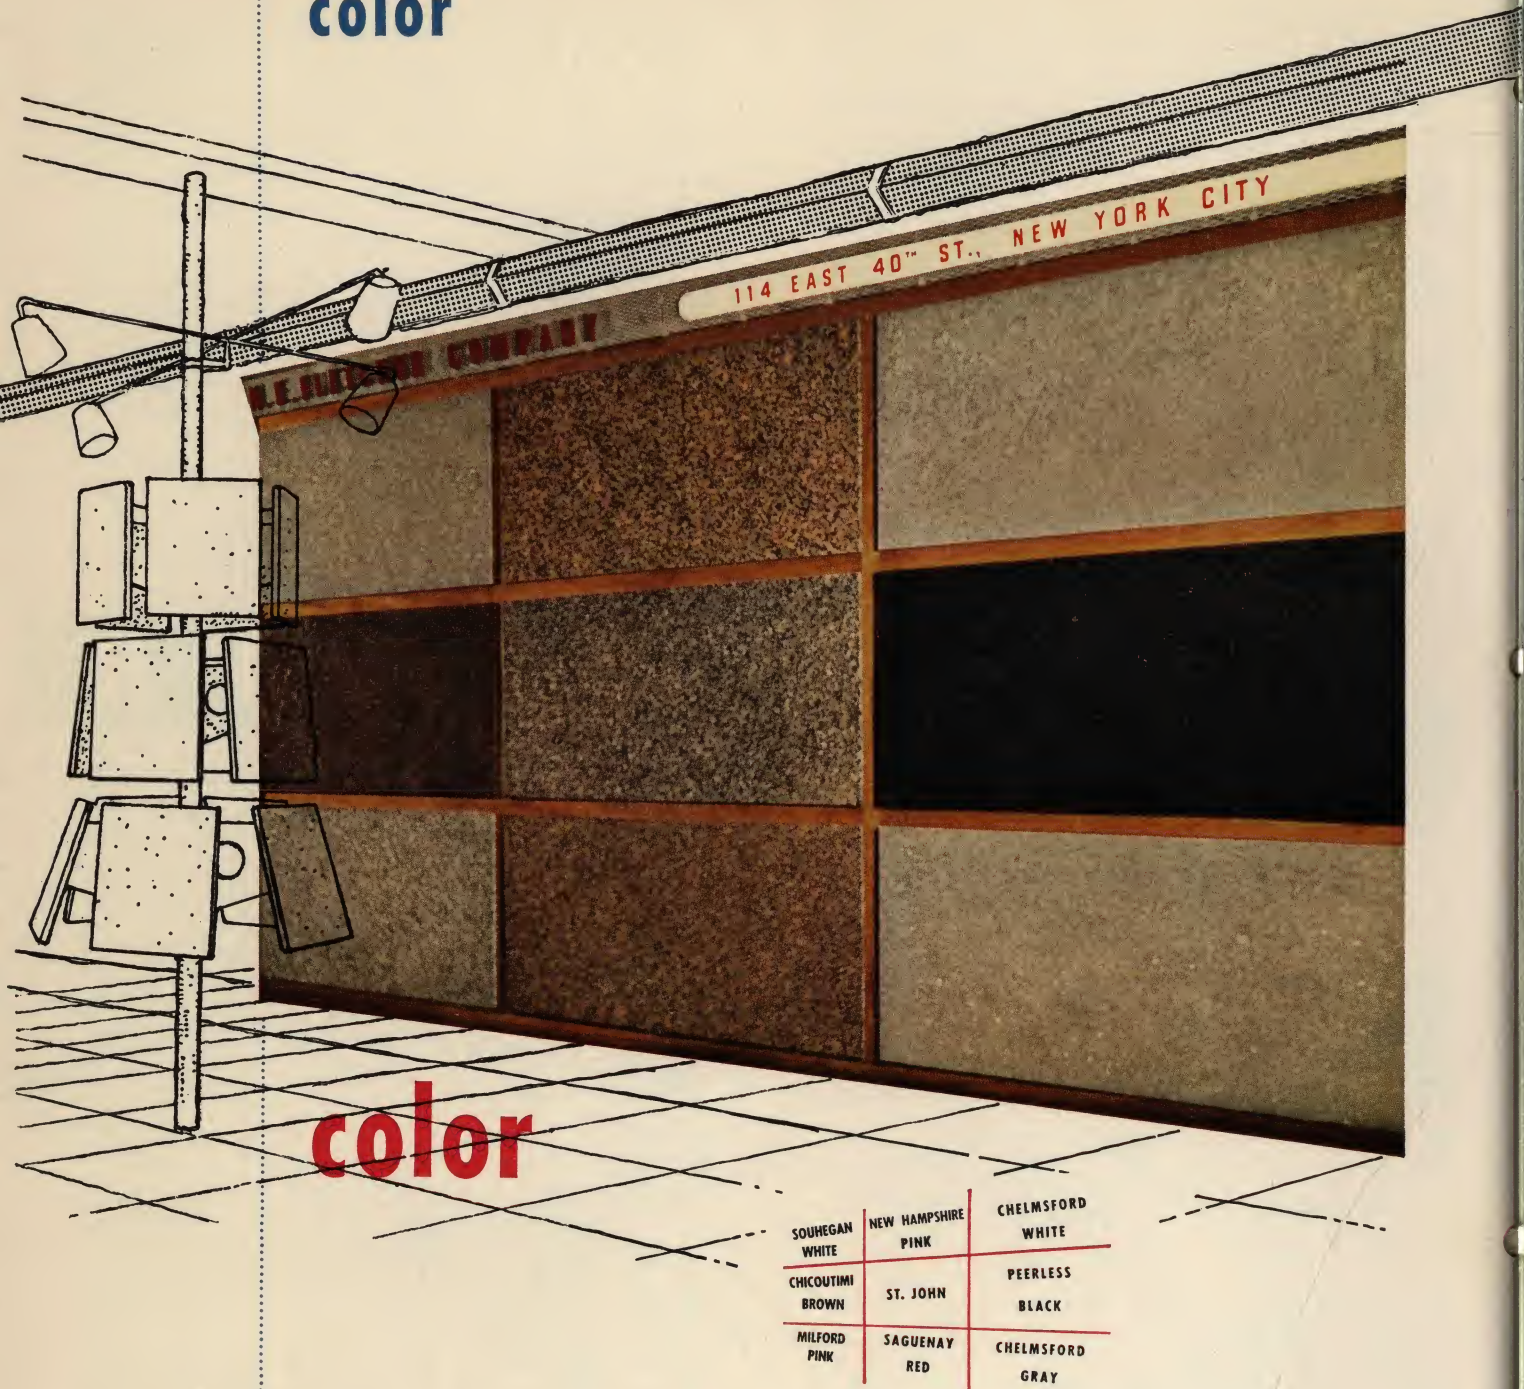 color
114 EAST 40TH ST., NEW YORK CITY
H.E. FLETCHER COMPANY
color
SOUHEGAN
WHITE
NEW HAMPSHIRE
PINK
CHELMSFORD
WHITE
CHICOUTIMI
BROWN
ST. JOHN
PEERLESS
BLACK
MILFORD
PINK
SAGUENAY
RED
CHELMSFORD
GRAY